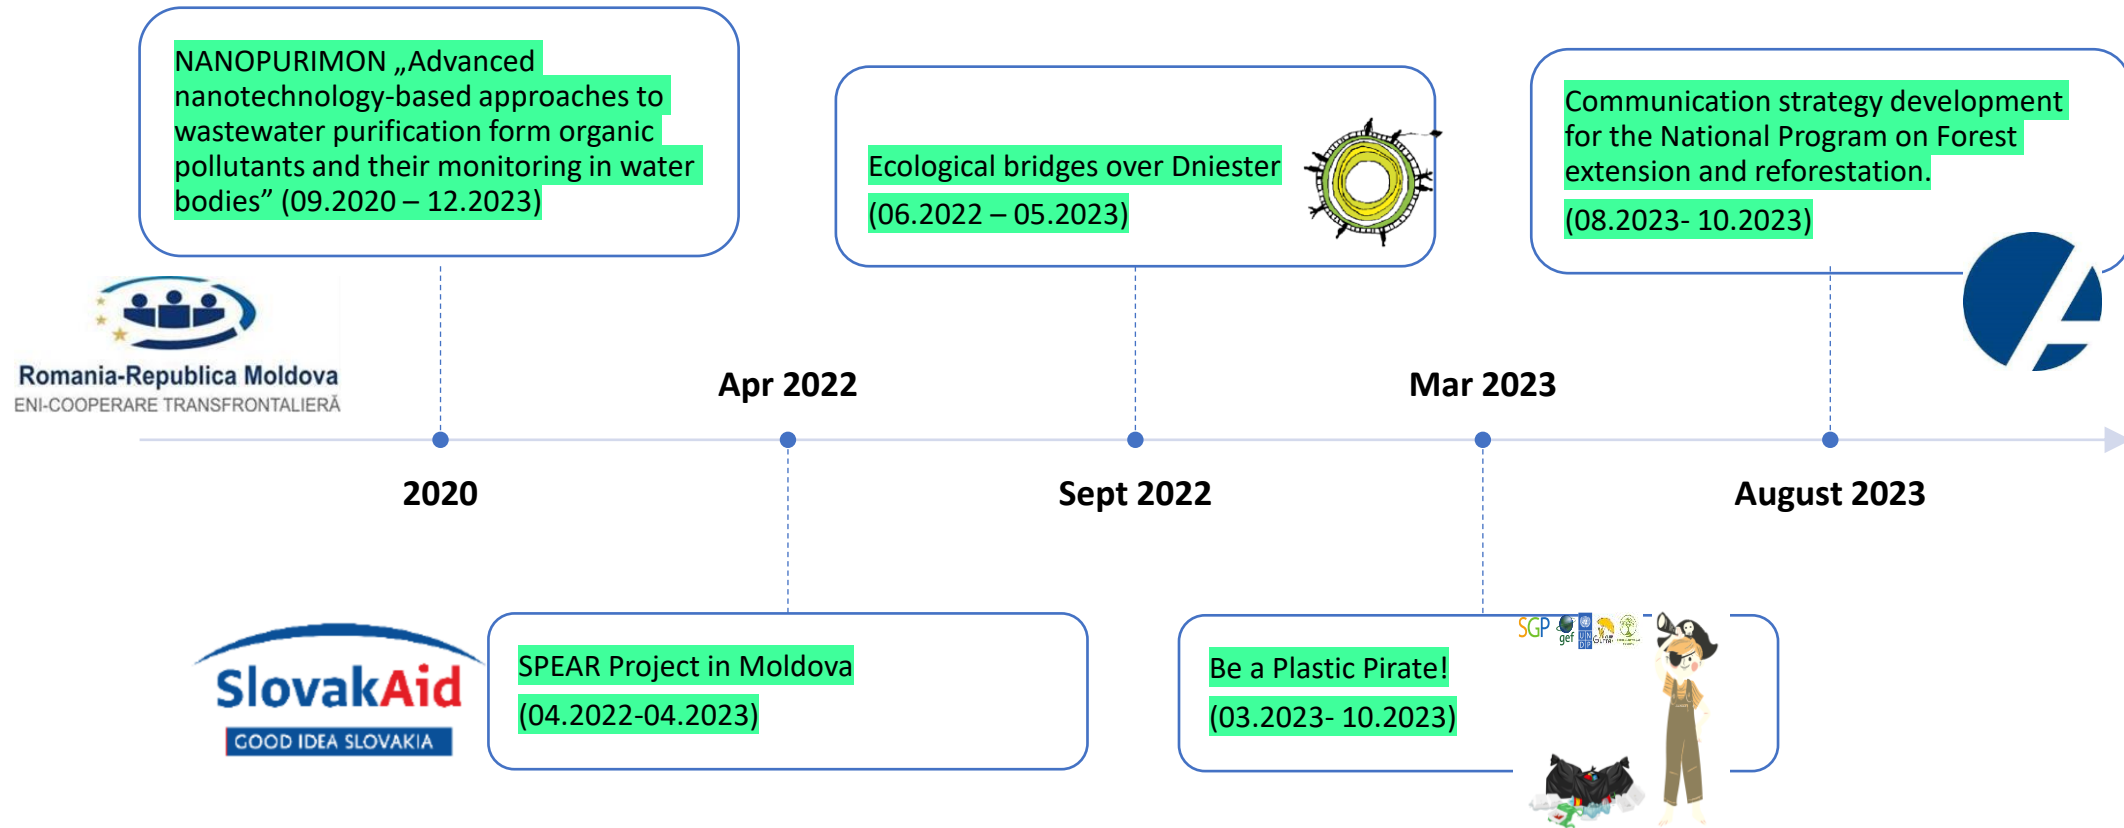 NANOPURIMON „Advanced
nanotechnology-based approaches to
wastewater purification form organic
pollutants and their monitoring in water
bodies” (09.2020 – 12.2023)
Ecological bridges over Dniester
(06.2022 – 05.2023)
Communication strategy development
for the National Program on Forest
extension and reforestation.
(08.2023- 10.2023)
Romania-Republica Moldova
ENI-COOPERARE TRANSFRONTALIERĂ
Apr 2022
Mar 2023
2020
Sept 2022
August 2023
SlovakAid
GOOD IDEA SLOVAKIA
SPEAR Project in Moldova
(04.2022-04.2023)
SGP
gef
UN
DP
Be a Plastic Pirate!
(03.2023- 10.2023)